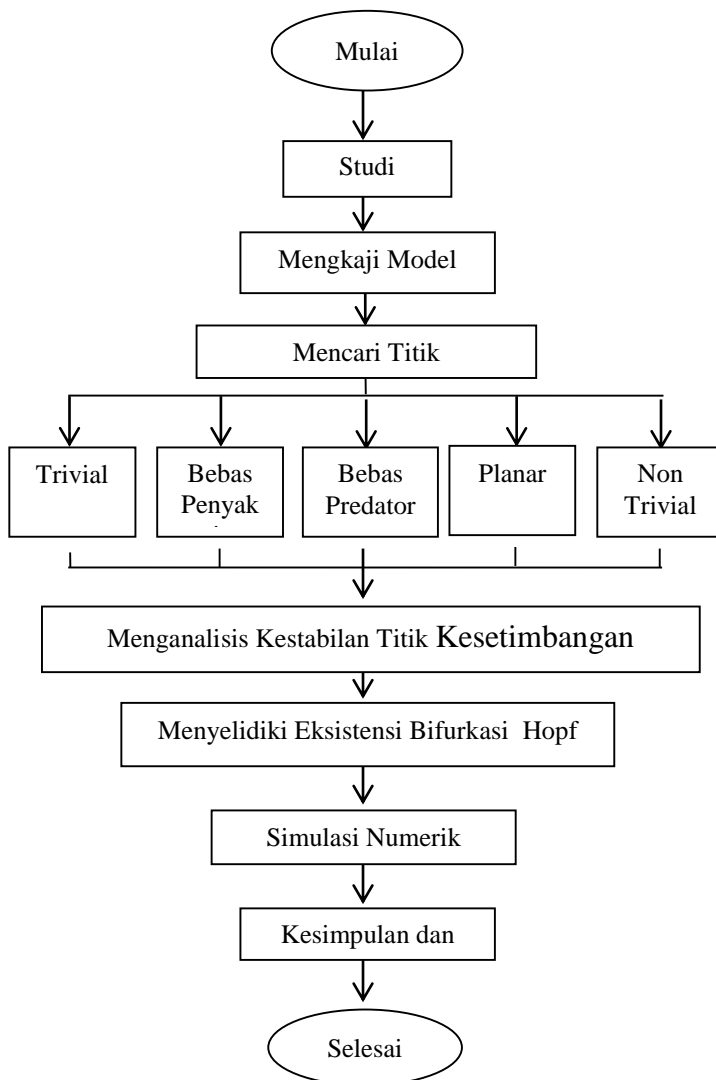 Mulai
Studi
Mengkaji Model
Mencari Titik
Trivial
Bebas
Penyak
Bebas
Predator
Planar
Non
Trivial
Menganalisis Kestabilan Titik Kesetimbangan
Menyelidiki Eksistensi Bifurkasi Hopf
Simulasi Numerik
Kesimpulan dan
Selesai